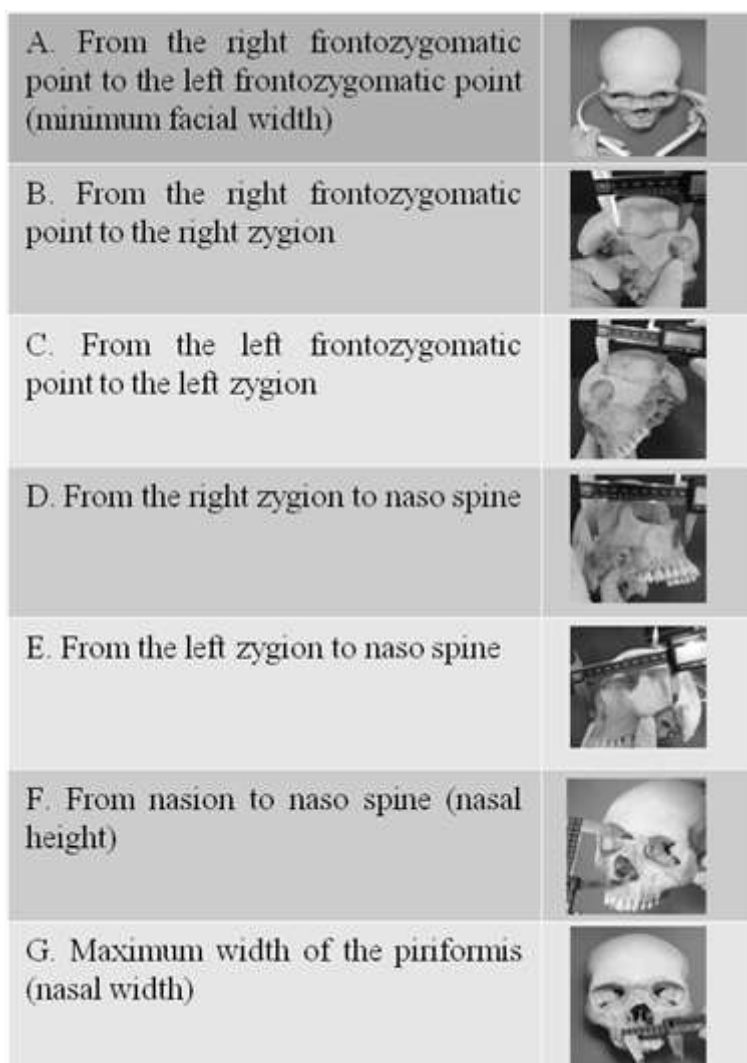 A. From the right frontozygomatic
point to the left frontozygomatic point
(minimum facial width)
B. From the right frontozygomatic
point to the right zygion
C. From the left frontozygomatic
point to the left zygion
D. From the right zygion to naso spine
E. From the left zygion to naso spine
F. From nasion to naso spine (nasal
height)
G. Maximum width of the piriformis
(nasal width)